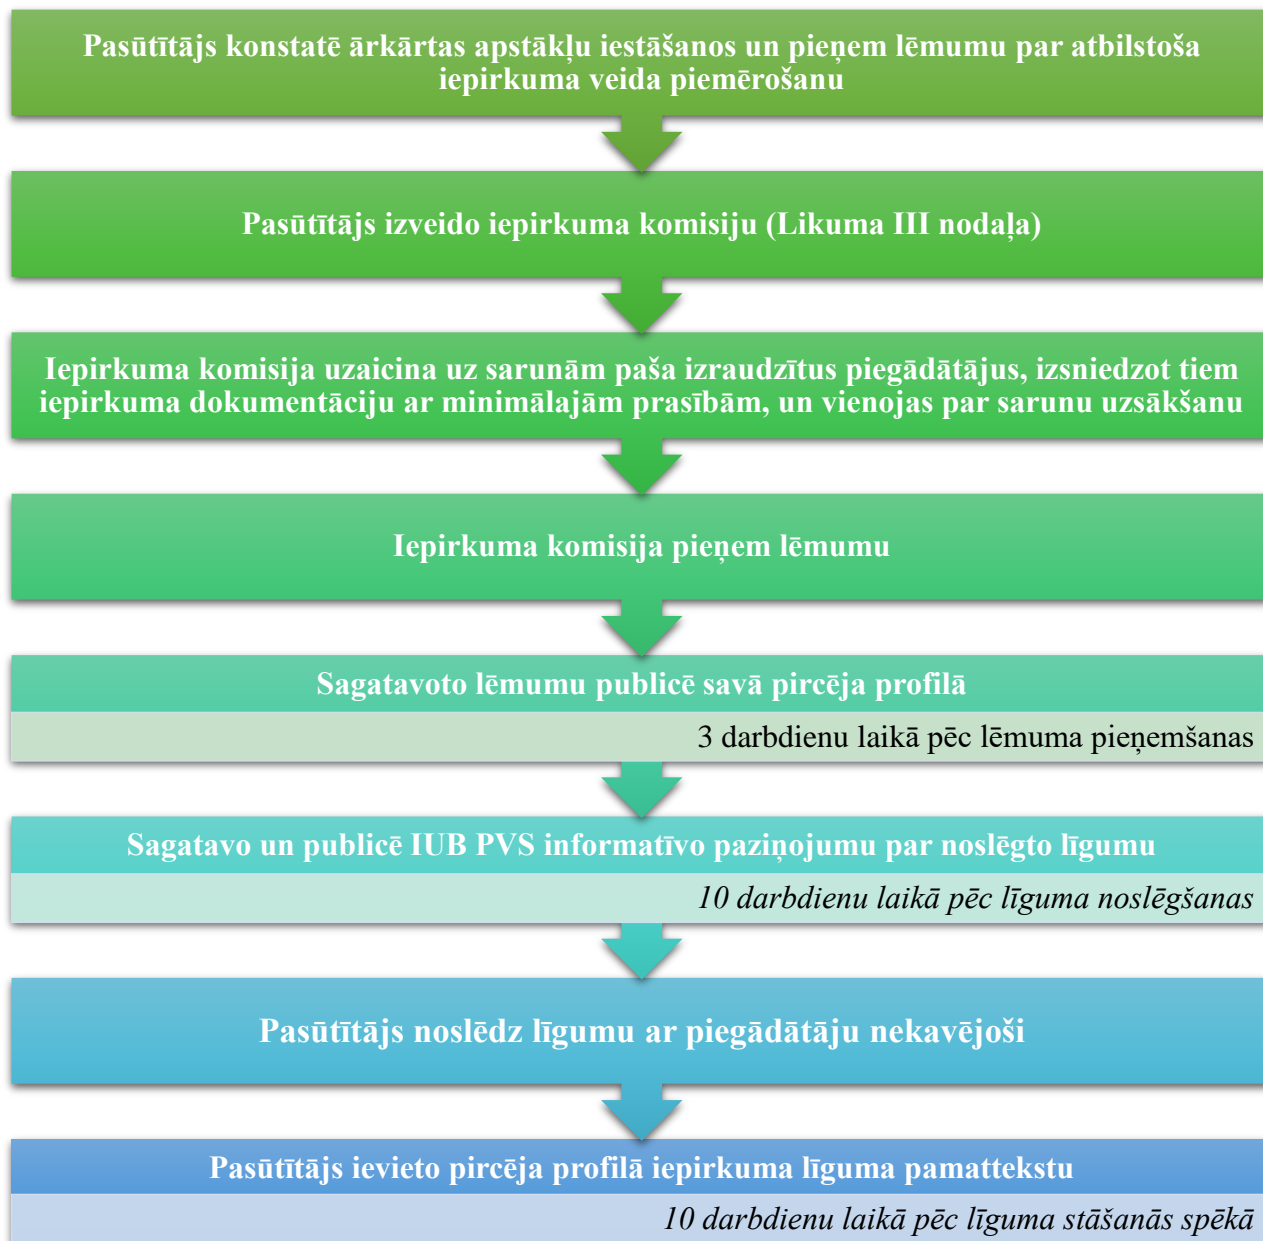 Pasūtītājs konstatē ārkārtas apstākļu iestāšanos un pieņem lēmumu par atbilstoša
iepirkuma veida piemērošanu
Pasūtītājs izveido iepirkuma komisiju (Likuma III nodaļa)
Iepirkuma komisija uzaicina uz sarunām paša izraudzītus piegādātājus, izsniedzot tiem
iepirkuma dokumentāciju ar minimālajām prasībām, un vienojas par sarunu uzsākšanu
Iepirkuma komisija pieņem lēmumu
Sagatavoto lēmumu publicē savā pircēja profilā
3 darbdienu laikā pēc lēmuma pieņemšanas
Sagatavo un publicē IUB PVS informatīvo paziņojumu par noslēgto līgumu
10 darbdienu laikā pēc līguma noslēgšanas
Pasūtītājs noslēdz līgumu ar piegādātāju nekavējoši
Pasūtītājs ievieto pircēja profilā iepirkuma līguma pamattekstu
10 darbdienu laikā pēc līguma stāšanās spēkā